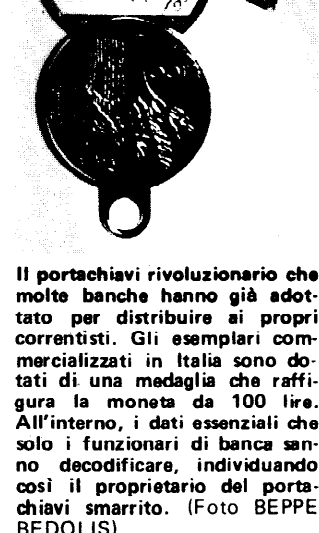 Il portachiavi rivoluzionario che
molte banche hanno già adot-
tato per distribuire ai propri
correntisti. Gli esemplari com-
mercializzati in Italia sono do-
tati di una medaglia che raffi-
gura la moneta da 100 lire.
All'interno, i dati essenziali che
solo i funzionari di banca san-
no decodificare, individuando
così il proprietario del porta-
chiavi smarrito. (Foto BEPPE
BEDOLIS)